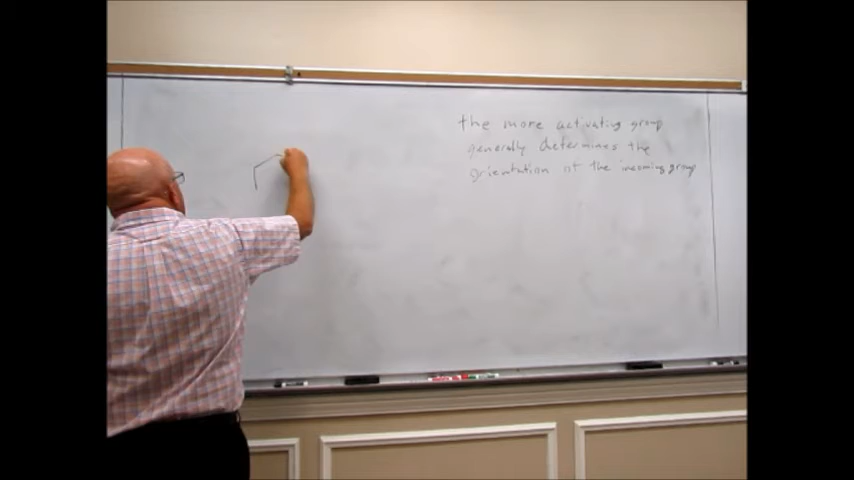 the more activating group
generally determines the
orientation of the incoming group